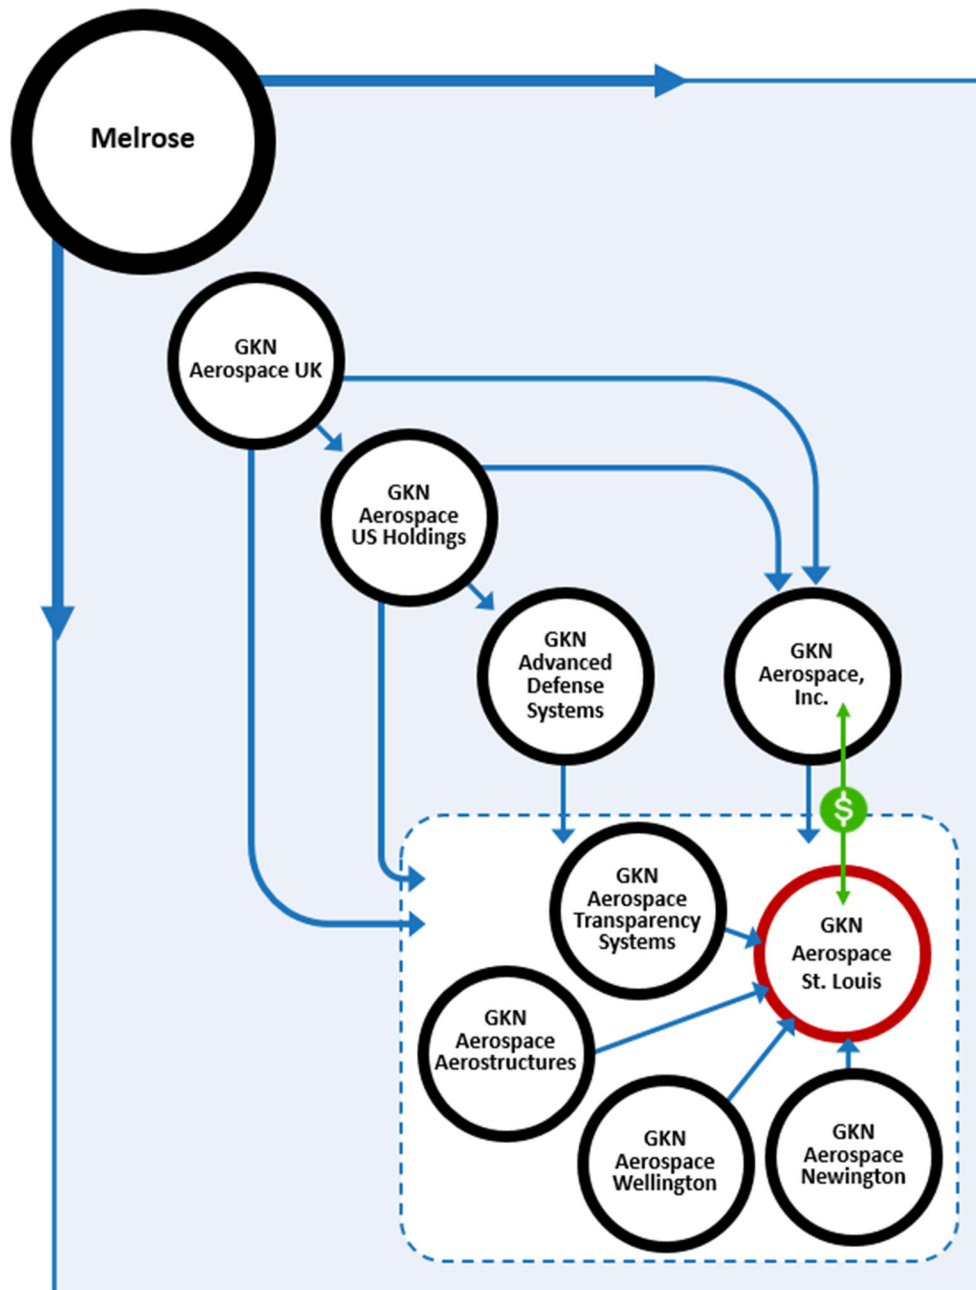 Melrose
GKN
Aerospace UK
GKN
Aerospace
US Holdings
GKN
Advanced
Defense
Systems
GKN
Aerospace,
Inc.
$
GKN
Aerospace
Transparency
Systems
GKN
Aerospace
St. Louis
GKN
Aerospace
Aerostructures
GKN
Aerospace
Wellington
GKN
Aerospace
Newington